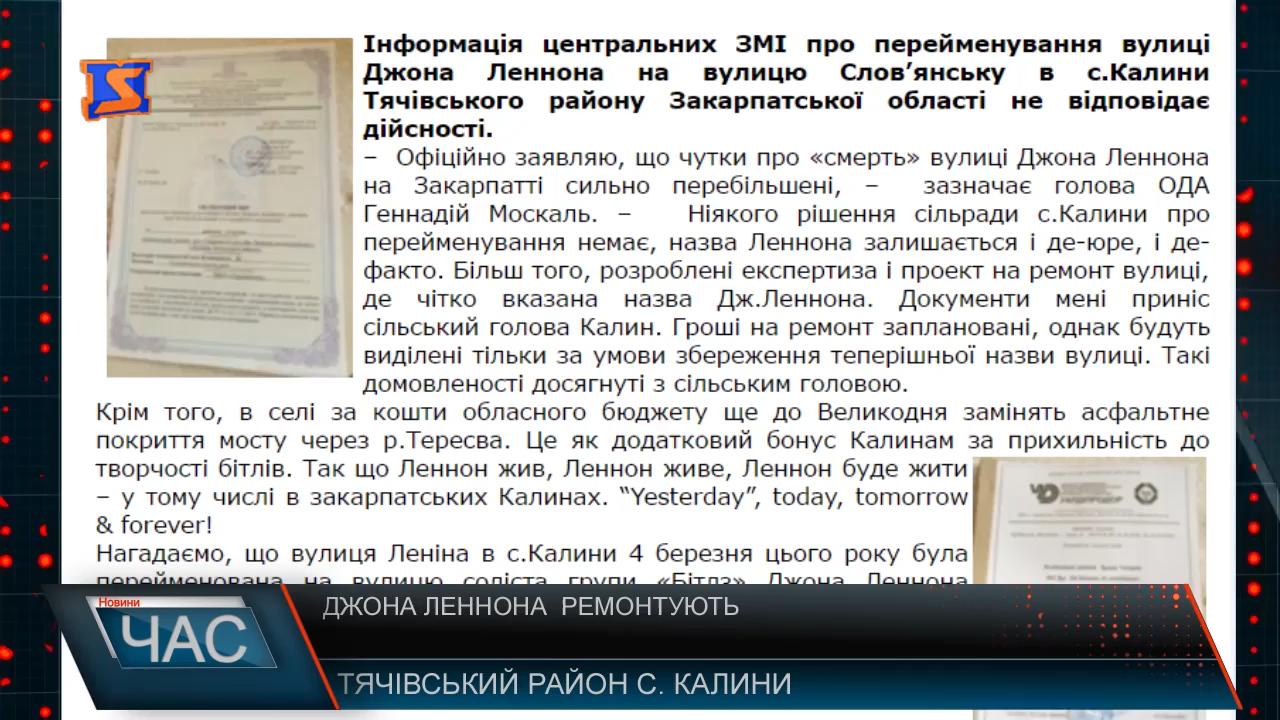 Інформація центральних ЗМІ про перейменування вулиці
Джона Леннона на вулицю Слов’янську в с.Калини
Тячівського району Закарпатської області не відповідає
дійсності.
– Офіційно заявляю, що чутки про «смерть» вулиці Джона Леннона
на Закарпатті сильно перебільшені, – зазначає голова ОДА
Геннадій Москаль. – Ніякого рішення сільради с.Калини про
перейменування немає, назва Леннона залишається і де-юре, і де-
факто. Більш того, розроблені експертиза і проект на ремонт вулиці,
де чітко вказана назва Дж.Леннона. Документи мені приніс
сільський голова Калин. Гроші на ремонт заплановані, однак будуть
виділені тільки за умови збереження теперішньої назви вулиці. Такі
домовленості досягнуті з сільським головою.
Крім того, в селі за кошти обласного бюджету ще до Великодня замінять асфальтне
покриття мосту через р.Тересва. Це як додатковий бонус Калинам за прихильність до
творчості бітлів. Так що Леннон жив, Леннон живе, Леннон буде жити
– у тому числі в закарпатських Калинах. “Yesterday”, today, tomorrow
& forever!
Нагадаємо, що вулиця Леніна в с.Калини 4 березня цього року була
перейменована на вулицю соліста групи «Бітлз» Джона Леннона
Новини
ЧАС
ДЖОНА ЛЕННОНА РЕМОНТУЮТЬ
ТЯЧІВСЬКИЙ РАЙОН С. КАЛИНИ